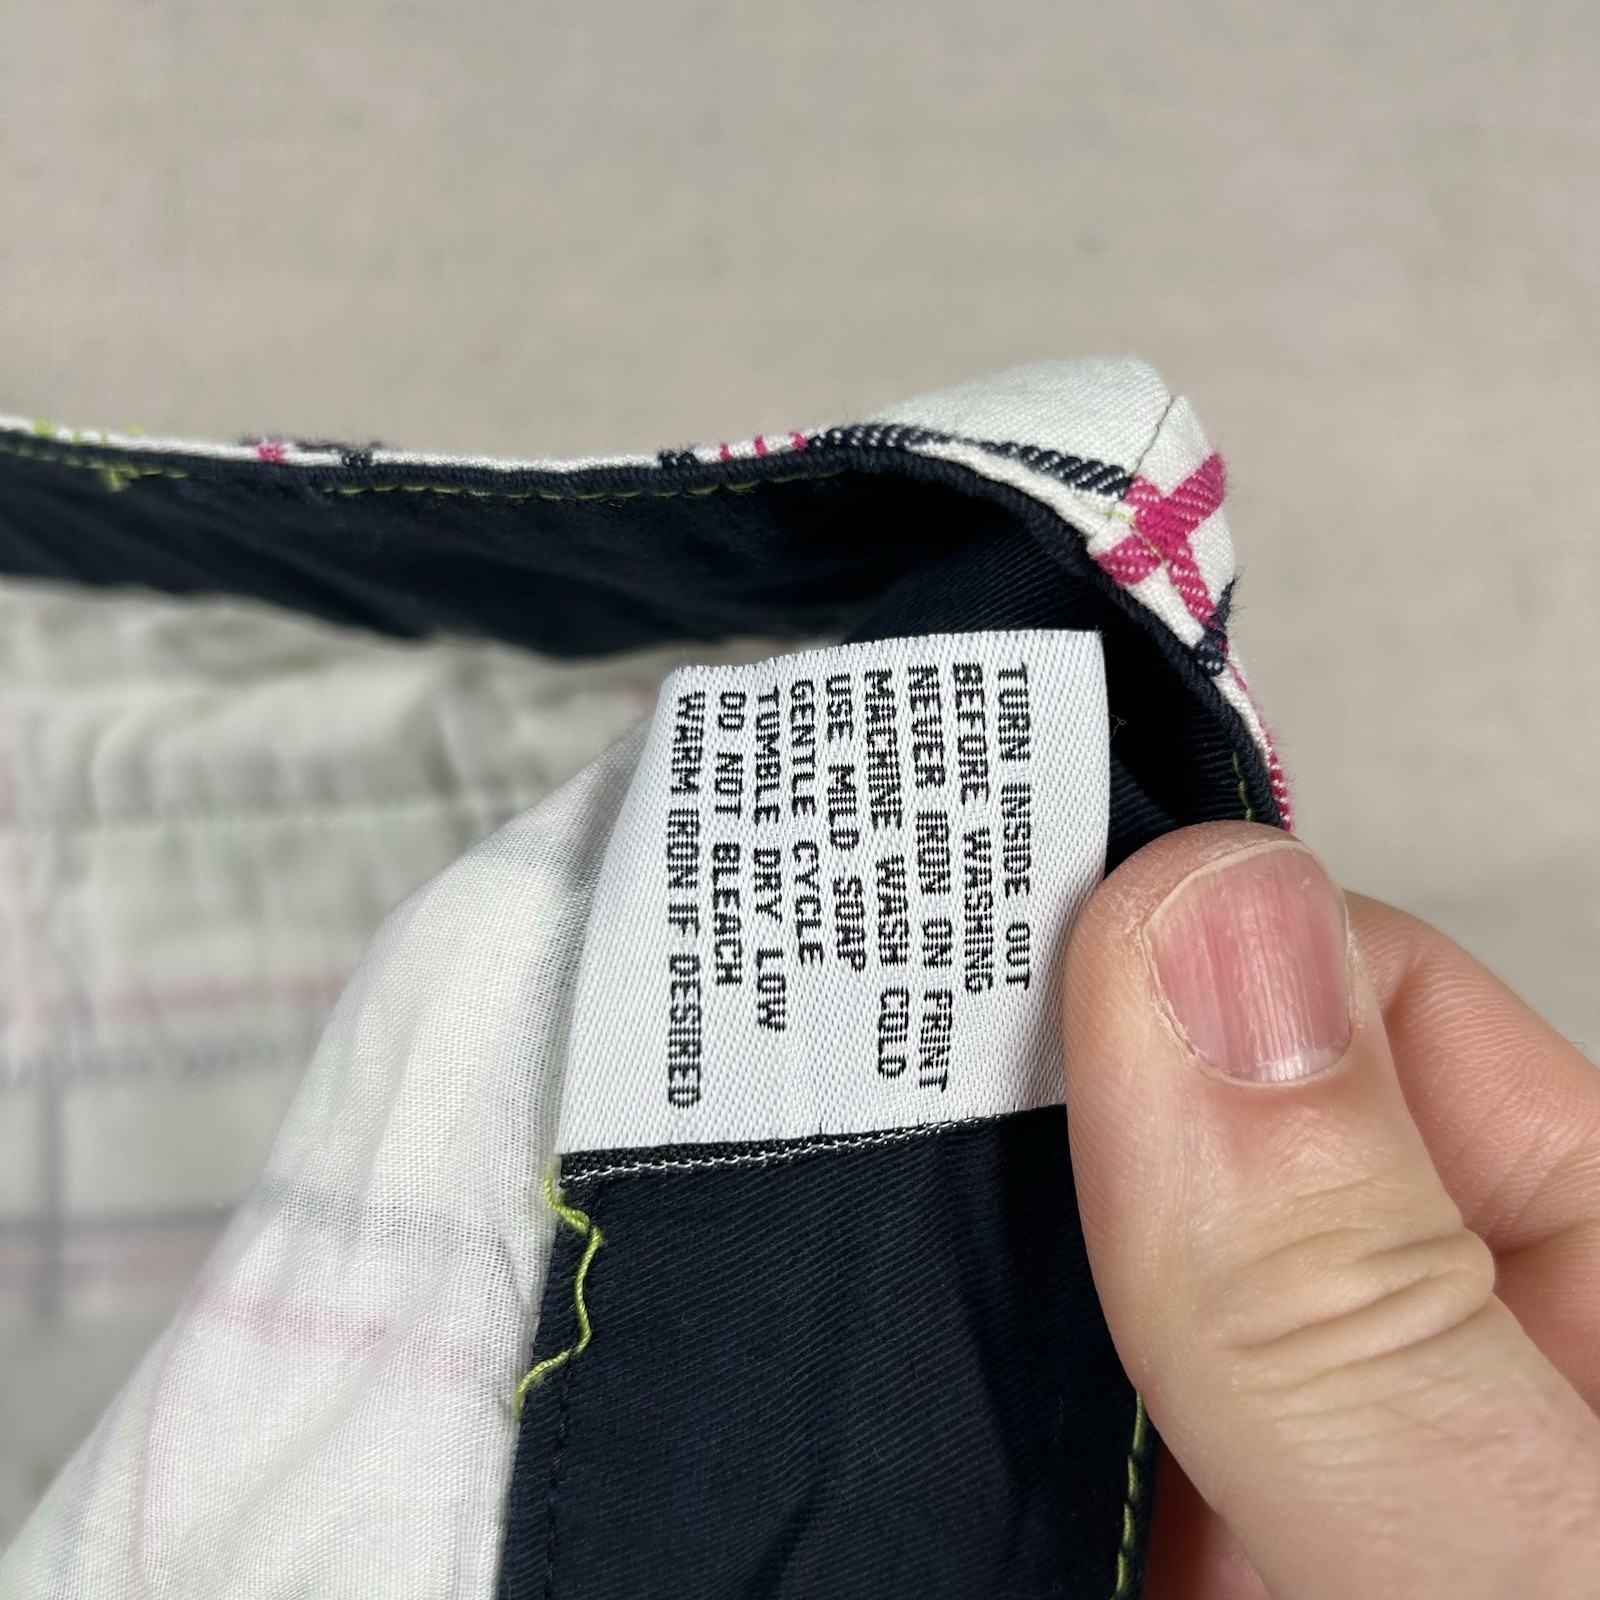 TURN INSIDE OUT
BEFORE WASHING
NEVER IRON ON PRINT
MACHINE WASH COLD
USE MILD SOAP
GENTLE CYCLE
TUMBLE DRY LOW
DO NOT BLEACH
WARM IRON IF DESIRED